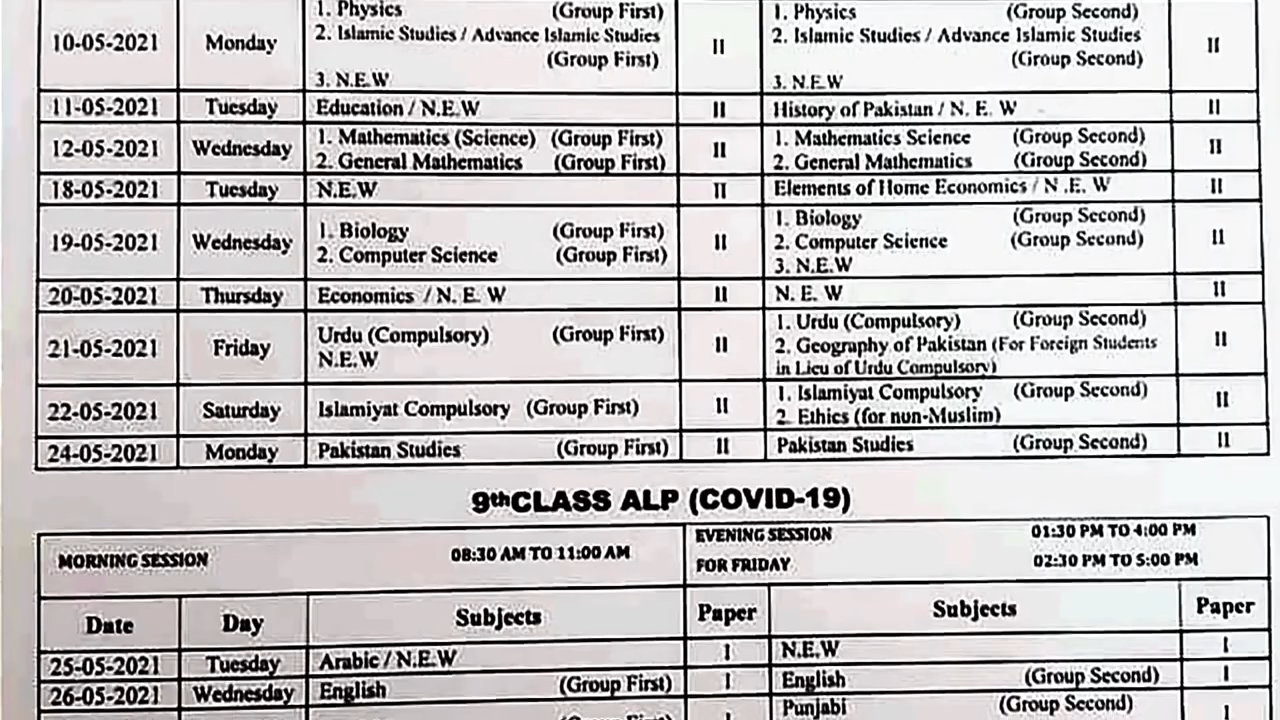 1. Physics (Group First) 1. Physics (Group Second)
10-05-2021 Monday 2. Islamic Studies / Advance Islamic Studies II 2. Islamic Studies / Advance Islamic Studies II
(Group First) (Group Second)
3. N.E.W 3. N.E.W
11-05-2021 Tuesday Education / N.E.W II History of Pakistan / N. E. W II
12-05-2021 Wednesday 1. Mathematics (Science) (Group First) II 1. Mathematics Science (Group Second) II
2. General Mathematics (Group First) 2. General Mathematics (Group Second)
18-05-2021 Tuesday N.E.W II Elements of Home Economics / N .E. W II
19-05-2021 Wednesday 1. Biology (Group First) II 1. Biology (Group Second) II
2. Computer Science (Group First) 2. Computer Science (Group Second)
3. N.E.W
20-05-2021 Thursday Economics / N. E. W II N. E. W II
21-05-2021 Friday Urdu (Compulsory) (Group First) II 1. Urdu (Compulsory) (Group Second) II
N.E.W 2. Geography of Pakistan (For Foreign Students
in Lieu of Urdu Compulsory)
22-05-2021 Saturday Islamiyat Compulsory (Group First) II 1. Islamiyat Compulsory (Group Second) II
2. Ethics (for non-Muslim)
24-05-2021 Monday Pakistan Studies (Group First) II Pakistan Studies (Group Second) II
9thCLASS ALP (COVID-19)
MORNING SESSION 08:30 AM TO 11:00 AM EVENING SESSION 01:30 PM TO 4:00 PM
FOR FRIDAY 02:30 PM TO 5:00 PM
Date Day Subjects Paper Subjects Paper
25-05-2021 Tuesday Arabic / N.E.W I N.E.W I
26-05-2021 Wednesday English (Group First) I English (Group Second) I
(Group First) I Punjabi (Group Second) I